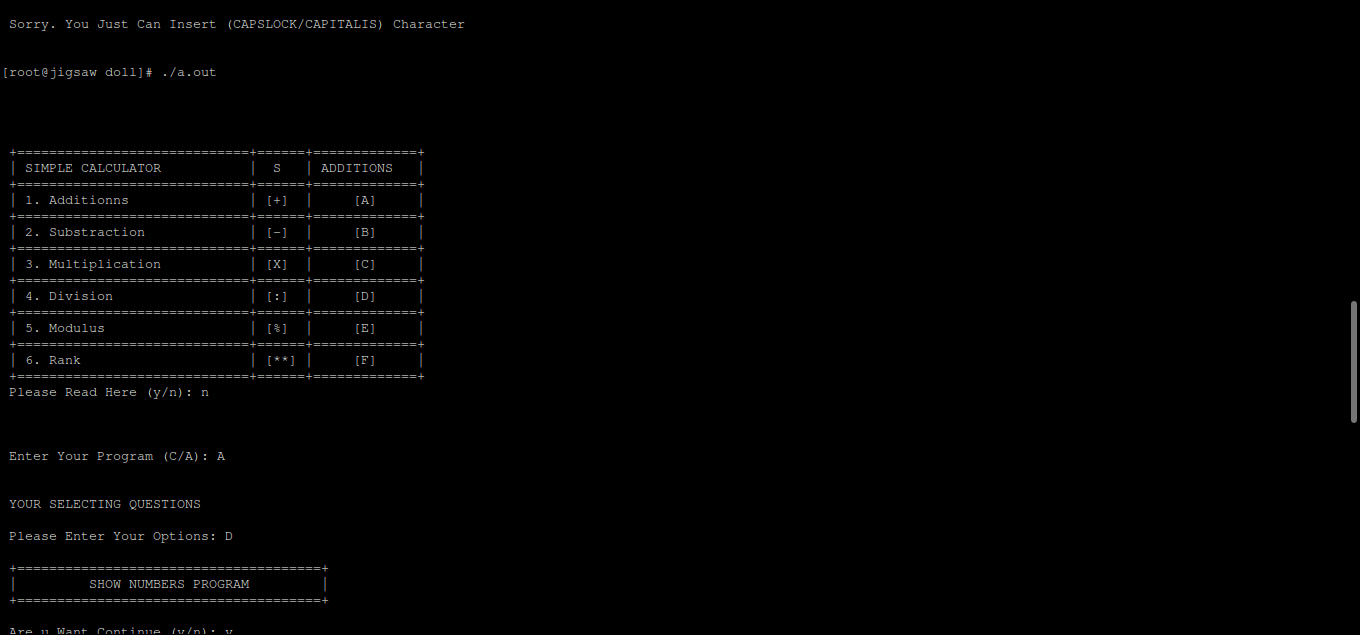 Sorry. You Just Can Insert (CAPSLOCK/CAPITALIS) Character
[root@jigsaw doll]# ./a.out
+=============================+======+=============+
| SIMPLE CALCULATOR           |  S   | ADDITIONS   |
+=============================+======+=============+
| 1. Additionns               | [+]  |     [A]     |
+=============================+======+=============+
| 2. Substraction             | [-]  |     [B]     |
+=============================+======+=============+
| 3. Multiplication           | [X]  |     [C]     |
+=============================+======+=============+
| 4. Division                 | [:]  |     [D]     |
+=============================+======+=============+
| 5. Modulus                  | [%]  |     [E]     |
+=============================+======+=============+
| 6. Rank                     | [**] |     [F]     |
+=============================+======+=============+
Please Read Here (y/n): n
Enter Your Program (C/A): A
YOUR SELECTING QUESTIONS
Please Enter Your Options: D
+======================================+
|         SHOW NUMBERS PROGRAM         |
+======================================+
Are u Want Continue (y/n): y